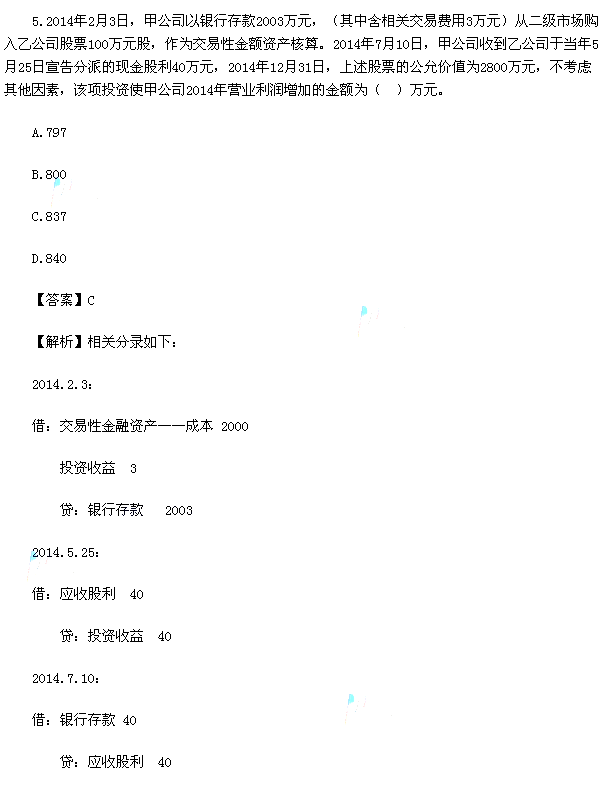 5.2014年2月3日，甲公司以银行存款2003万元，（其中含相关交易费用3万元）从二级市场购
入乙公司股票100万元股，作为交易性金额资产核算。2014年7月10日，甲公司收到乙公司于当年5
月25日宣告分派的现金股利40万元，2014年12月31日，上述股票的公允价值为2800万元，不考虑
其他因素，该项投资使甲公司2014年营业利润增加的金额为（ ）万元。
A.797
B.800
C.837
D.840
【答案】C
【解析】相关分录如下：
2014.2.3：
借：交易性金融资产——成本 2000
投资收益 3
贷：银行存款 2003
2014.5.25：
借：应收股利 40
贷：投资收益 40
2014.7.10：
借：银行存款 40
贷：应收股利 40